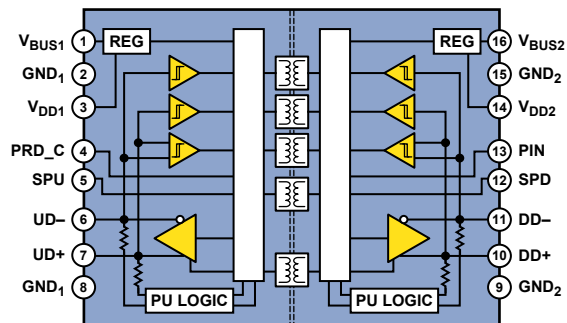 VBUS1 1 REG REG 16 VBUS2
GND1 2 15 GND2
VDD1 3 14 VDD2
PRD_C 4 13 PIN
SPU 5 12 SPD
UD– 6 11 DD–
UD+ 7 10 DD+
GND1 8 PU LOGIC PU LOGIC 9 GND2